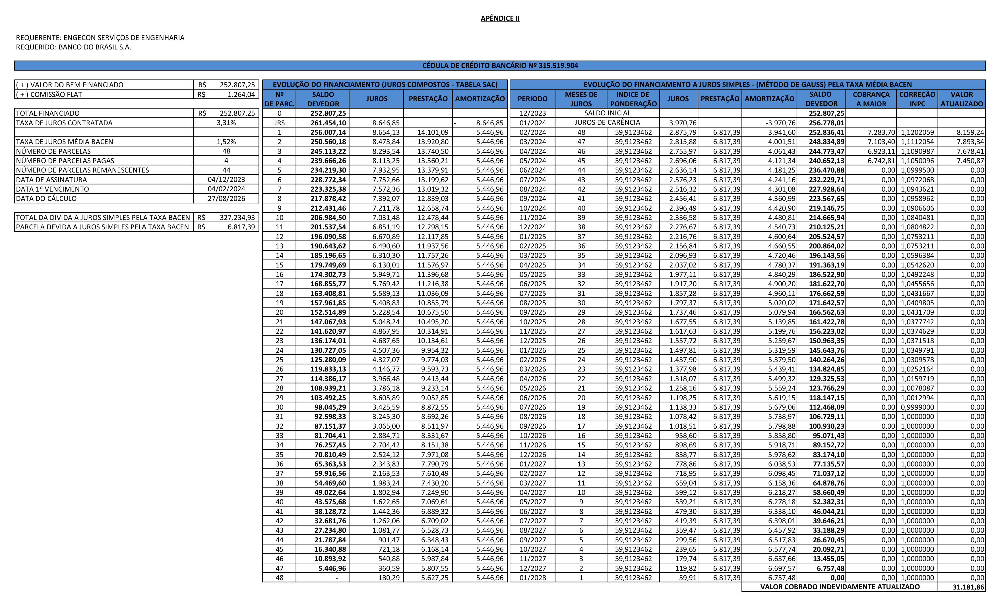 APÊNDICE II
REQUERENTE: ENGECON SERVIÇOS DE ENGENHARIA
REQUERIDO: BANCO DO BRASIL S.A.
CÉDULA DE CRÉDITO BANCÁRIO Nº 315.519.904
( + ) VALOR DO BEM FINANCIADO R$ 252.807,25
( + ) COMISSÃO FLAT R$ 1.264,04
TOTAL FINANCIADO R$ 252.807,25
TAXA DE JUROS CONTRATADA 3,31%
TAXA DE JUROS MÉDIA BACEN 1,52%
NÚMERO DE PARCELAS 48
NÚMERO DE PARCELAS PAGAS 4
NÚMERO DE PARCELAS REMANESCENTES 44
DATA DE ASSINATURA 04/12/2023
DATA 1º VENCIMENTO 04/02/2024
DATA DO CÁLCULO 27/08/2026
TOTAL DA DIVIDA A JUROS SIMPLES PELA TAXA BACEN R$ 327.234,93
PARCELA DEVIDA A JUROS SIMPLES PELA TAXA BACEN R$ 6.817,39
EVOLUÇÃO DO FINANCIAMENTO (JUROS COMPOSTOS - TABELA SAC) EVOLUÇÃO DO FINANCIAMENTO A JUROS SIMPLES - (MÉTODO DE GAUSS) PELA TAXA MÉDIA BACEN
Nº DE PARC. SALDO DEVEDOR JUROS PRESTAÇÃO AMORTIZAÇÃO PERIODO MESES DE JUROS INDICE DE PONDERAÇÃO JUROS PRESTAÇÃO AMORTIZAÇÃO SALDO DEVEDOR COBRANÇA A MAIOR CORREÇÃO INPC VALOR ATUALIZADO
0 252.807,25 12/2023 SALDO INICIAL 252.807,25
JRS 261.454,10 8.646,85 - 8.646,85 01/2024 JUROS DE CARÊNCIA 3.970,76 -3.970,76 256.778,01
1 256.007,14 8.654,13 14.101,09 5.446,96 02/2024 48 59,9123462 2.875,79 6.817,39 3.941,60 252.836,41 7.283,70 1,1202059 8.159,24
2 250.560,18 8.473,84 13.920,80 5.446,96 03/2024 47 59,9123462 2.815,88 6.817,39 4.001,51 248.834,89 7.103,40 1,1112054 7.893,34
3 245.113,22 8.293,54 13.740,50 5.446,96 04/2024 46 59,9123462 2.755,97 6.817,39 4.061,43 244.773,47 6.923,11 1,1090987 7.678,41
4 239.666,26 8.113,25 13.560,21 5.446,96 05/2024 45 59,9123462 2.696,06 6.817,39 4.121,34 240.652,13 6.742,81 1,1050096 7.450,87
5 234.219,30 7.932,95 13.379,91 5.446,96 06/2024 44 59,9123462 2.636,14 6.817,39 4.181,25 236.470,88 0,00 1,0999500 0,00
6 228.772,34 7.752,66 13.199,62 5.446,96 07/2024 43 59,9123462 2.576,23 6.817,39 4.241,16 232.229,71 0,00 1,0972068 0,00
7 223.325,38 7.572,36 13.019,32 5.446,96 08/2024 42 59,9123462 2.516,32 6.817,39 4.301,08 227.928,64 0,00 1,0943621 0,00
8 217.878,42 7.392,07 12.839,03 5.446,96 09/2024 41 59,9123462 2.456,41 6.817,39 4.360,99 223.567,65 0,00 1,0958962 0,00
9 212.431,46 7.211,78 12.658,74 5.446,96 10/2024 40 59,9123462 2.396,49 6.817,39 4.420,90 219.146,75 0,00 1,0906606 0,00
10 206.984,50 7.031,48 12.478,44 5.446,96 11/2024 39 59,9123462 2.336,58 6.817,39 4.480,81 214.665,94 0,00 1,0840481 0,00
11 201.537,54 6.851,19 12.298,15 5.446,96 12/2024 38 59,9123462 2.276,67 6.817,39 4.540,73 210.125,21 0,00 1,0804822 0,00
12 196.090,58 6.670,89 12.117,85 5.446,96 01/2025 37 59,9123462 2.216,76 6.817,39 4.600,64 205.524,57 0,00 1,0753211 0,00
13 190.643,62 6.490,60 11.937,56 5.446,96 02/2025 36 59,9123462 2.156,84 6.817,39 4.660,55 200.864,02 0,00 1,0753211 0,00
14 185.196,65 6.310,30 11.757,26 5.446,96 03/2025 35 59,9123462 2.096,93 6.817,39 4.720,46 196.143,56 0,00 1,0596384 0,00
15 179.749,69 6.130,01 11.576,97 5.446,96 04/2025 34 59,9123462 2.037,02 6.817,39 4.780,37 191.363,19 0,00 1,0542620 0,00
16 174.302,73 5.949,71 11.396,68 5.446,96 05/2025 33 59,9123462 1.977,11 6.817,39 4.840,29 186.522,90 0,00 1,0492248 0,00
17 168.855,77 5.769,42 11.216,38 5.446,96 06/2025 32 59,9123462 1.917,20 6.817,39 4.900,20 181.622,70 0,00 1,0455656 0,00
18 163.408,81 5.589,13 11.036,09 5.446,96 07/2025 31 59,9123462 1.857,28 6.817,39 4.960,11 176.662,59 0,00 1,0431667 0,00
19 157.961,85 5.408,83 10.855,79 5.446,96 08/2025 30 59,9123462 1.797,37 6.817,39 5.020,02 171.642,57 0,00 1,0409805 0,00
20 152.514,89 5.228,54 10.675,50 5.446,96 09/2025 29 59,9123462 1.737,46 6.817,39 5.079,94 166.562,63 0,00 1,0431709 0,00
21 147.067,93 5.048,24 10.495,20 5.446,96 10/2025 28 59,9123462 1.677,55 6.817,39 5.139,85 161.422,78 0,00 1,0377742 0,00
22 141.620,97 4.867,95 10.314,91 5.446,96 11/2025 27 59,9123462 1.617,63 6.817,39 5.199,76 156.223,02 0,00 1,0374629 0,00
23 136.174,01 4.687,65 10.134,61 5.446,96 12/2025 26 59,9123462 1.557,72 6.817,39 5.259,67 150.963,35 0,00 1,0371518 0,00
24 130.727,05 4.507,36 9.954,32 5.446,96 01/2026 25 59,9123462 1.497,81 6.817,39 5.319,59 145.643,76 0,00 1,0349791 0,00
25 125.280,09 4.327,07 9.774,03 5.446,96 02/2026 24 59,9123462 1.437,90 6.817,39 5.379,50 140.264,26 0,00 1,0309578 0,00
26 119.833,13 4.146,77 9.593,73 5.446,96 03/2026 23 59,9123462 1.377,98 6.817,39 5.439,41 134.824,85 0,00 1,0252164 0,00
27 114.386,17 3.966,48 9.413,44 5.446,96 04/2026 22 59,9123462 1.318,07 6.817,39 5.499,32 129.325,53 0,00 1,0159719 0,00
28 108.939,21 3.786,18 9.233,14 5.446,96 05/2026 21 59,9123462 1.258,16 6.817,39 5.559,24 123.766,29 0,00 1,0078087 0,00
29 103.492,25 3.605,89 9.052,85 5.446,96 06/2026 20 59,9123462 1.198,25 6.817,39 5.619,15 118.147,15 0,00 1,0012994 0,00
30 98.045,29 3.425,59 8.872,55 5.446,96 07/2026 19 59,9123462 1.138,33 6.817,39 5.679,06 112.468,09 0,00 0,9999000 0,00
31 92.598,33 3.245,30 8.692,26 5.446,96 08/2026 18 59,9123462 1.078,42 6.817,39 5.738,97 106.729,11 0,00 1,0000000 0,00
32 87.151,37 3.065,00 8.511,97 5.446,96 09/2026 17 59,9123462 1.018,51 6.817,39 5.798,88 100.930,23 0,00 1,0000000 0,00
33 81.704,41 2.884,71 8.331,67 5.446,96 10/2026 16 59,9123462 958,60 6.817,39 5.858,80 95.071,43 0,00 1,0000000 0,00
34 76.257,45 2.704,42 8.151,38 5.446,96 11/2026 15 59,9123462 898,69 6.817,39 5.918,71 89.152,72 0,00 1,0000000 0,00
35 70.810,49 2.524,12 7.971,08 5.446,96 12/2026 14 59,9123462 838,77 6.817,39 5.978,62 83.174,10 0,00 1,0000000 0,00
36 65.363,53 2.343,83 7.790,79 5.446,96 01/2027 13 59,9123462 778,86 6.817,39 6.038,53 77.135,57 0,00 1,0000000 0,00
37 59.916,56 2.163,53 7.610,49 5.446,96 02/2027 12 59,9123462 718,95 6.817,39 6.098,45 71.037,12 0,00 1,0000000 0,00
38 54.469,60 1.983,24 7.430,20 5.446,96 03/2027 11 59,9123462 659,04 6.817,39 6.158,36 64.878,76 0,00 1,0000000 0,00
39 49.022,64 1.802,94 7.249,90 5.446,96 04/2027 10 59,9123462 599,12 6.817,39 6.218,27 58.660,49 0,00 1,0000000 0,00
40 43.575,68 1.622,65 7.069,61 5.446,96 05/2027 9 59,9123462 539,21 6.817,39 6.278,18 52.382,31 0,00 1,0000000 0,00
41 38.128,72 1.442,36 6.889,32 5.446,96 06/2027 8 59,9123462 479,30 6.817,39 6.338,10 46.044,21 0,00 1,0000000 0,00
42 32.681,76 1.262,06 6.709,02 5.446,96 07/2027 7 59,9123462 419,39 6.817,39 6.398,01 39.646,21 0,00 1,0000000 0,00
43 27.234,80 1.081,77 6.528,73 5.446,96 08/2027 6 59,9123462 359,47 6.817,39 6.457,92 33.188,29 0,00 1,0000000 0,00
44 21.787,84 901,47 6.348,43 5.446,96 09/2027 5 59,9123462 299,56 6.817,39 6.517,83 26.670,45 0,00 1,0000000 0,00
45 16.340,88 721,18 6.168,14 5.446,96 10/2027 4 59,9123462 239,65 6.817,39 6.577,74 20.092,71 0,00 1,0000000 0,00
46 10.893,92 540,88 5.987,84 5.446,96 11/2027 3 59,9123462 179,74 6.817,39 6.637,66 13.455,05 0,00 1,0000000 0,00
47 5.446,96 360,59 5.807,55 5.446,96 12/2027 2 59,9123462 119,82 6.817,39 6.697,57 6.757,48 0,00 1,0000000 0,00
48 - 180,29 5.627,25 5.446,96 01/2028 1 59,9123462 59,91 6.817,39 6.757,48 0,00 0,00 1,0000000 0,00
VALOR COBRADO INDEVIDAMENTE ATUALIZADO 31.181,86